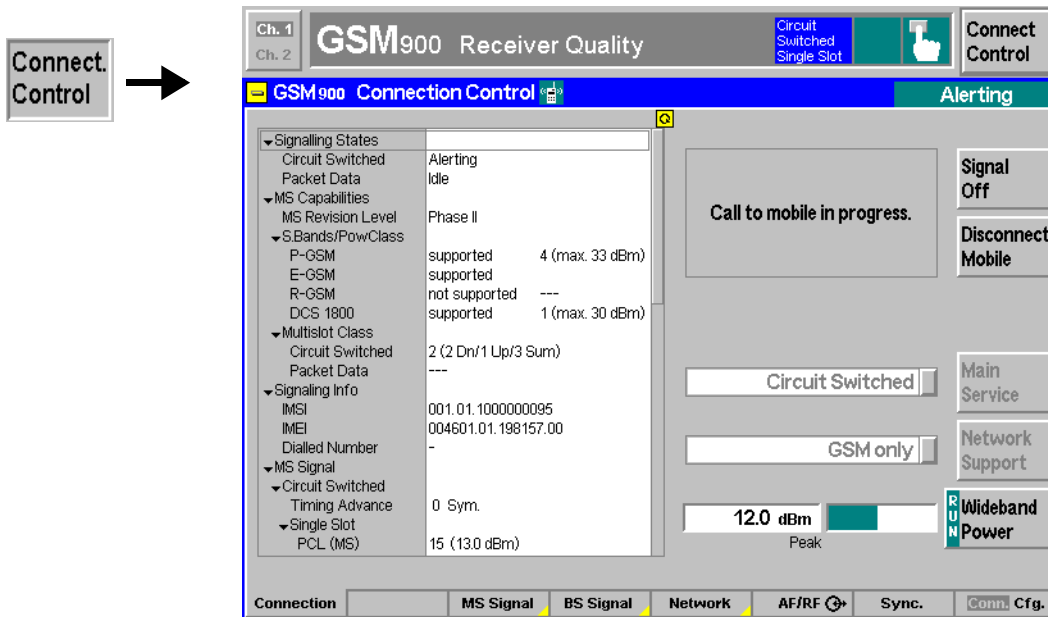 Connect.
Control
Ch. 1
Ch. 2
GSM900 Receiver Quality
Circuit
Switched
Single Slot
Connect
Control
GSM900 Connection Control
Alerting
Signalling States
Circuit Switched Alerting
Packet Data Idle
MS Capabilities
MS Revision Level Phase II
S.Bands/PowClass
P-GSM supported 4 (max. 33 dBm)
E-GSM supported
R-GSM not supported ---
DCS 1800 supported 1 (max. 30 dBm)
Multislot Class
Circuit Switched 2 (2 Dn/1 Up/3 Sum)
Packet Data ---
Signaling Info
IMSI 001.01.1000000095
IMEI 004601.01.198157.00
Dialled Number -
MS Signal
Circuit Switched
Timing Advance 0 Sym.
Single Slot
PCL (MS) 15 (13.0 dBm)
Call to mobile in progress.
Signal
Off
Disconnect
Mobile
Circuit Switched
Main
Service
GSM only
Network
Support
12.0 dBm
Peak
RUN
Wideband
Power
Connection MS Signal BS Signal Network AF/RF Sync. Conn. Cfg.